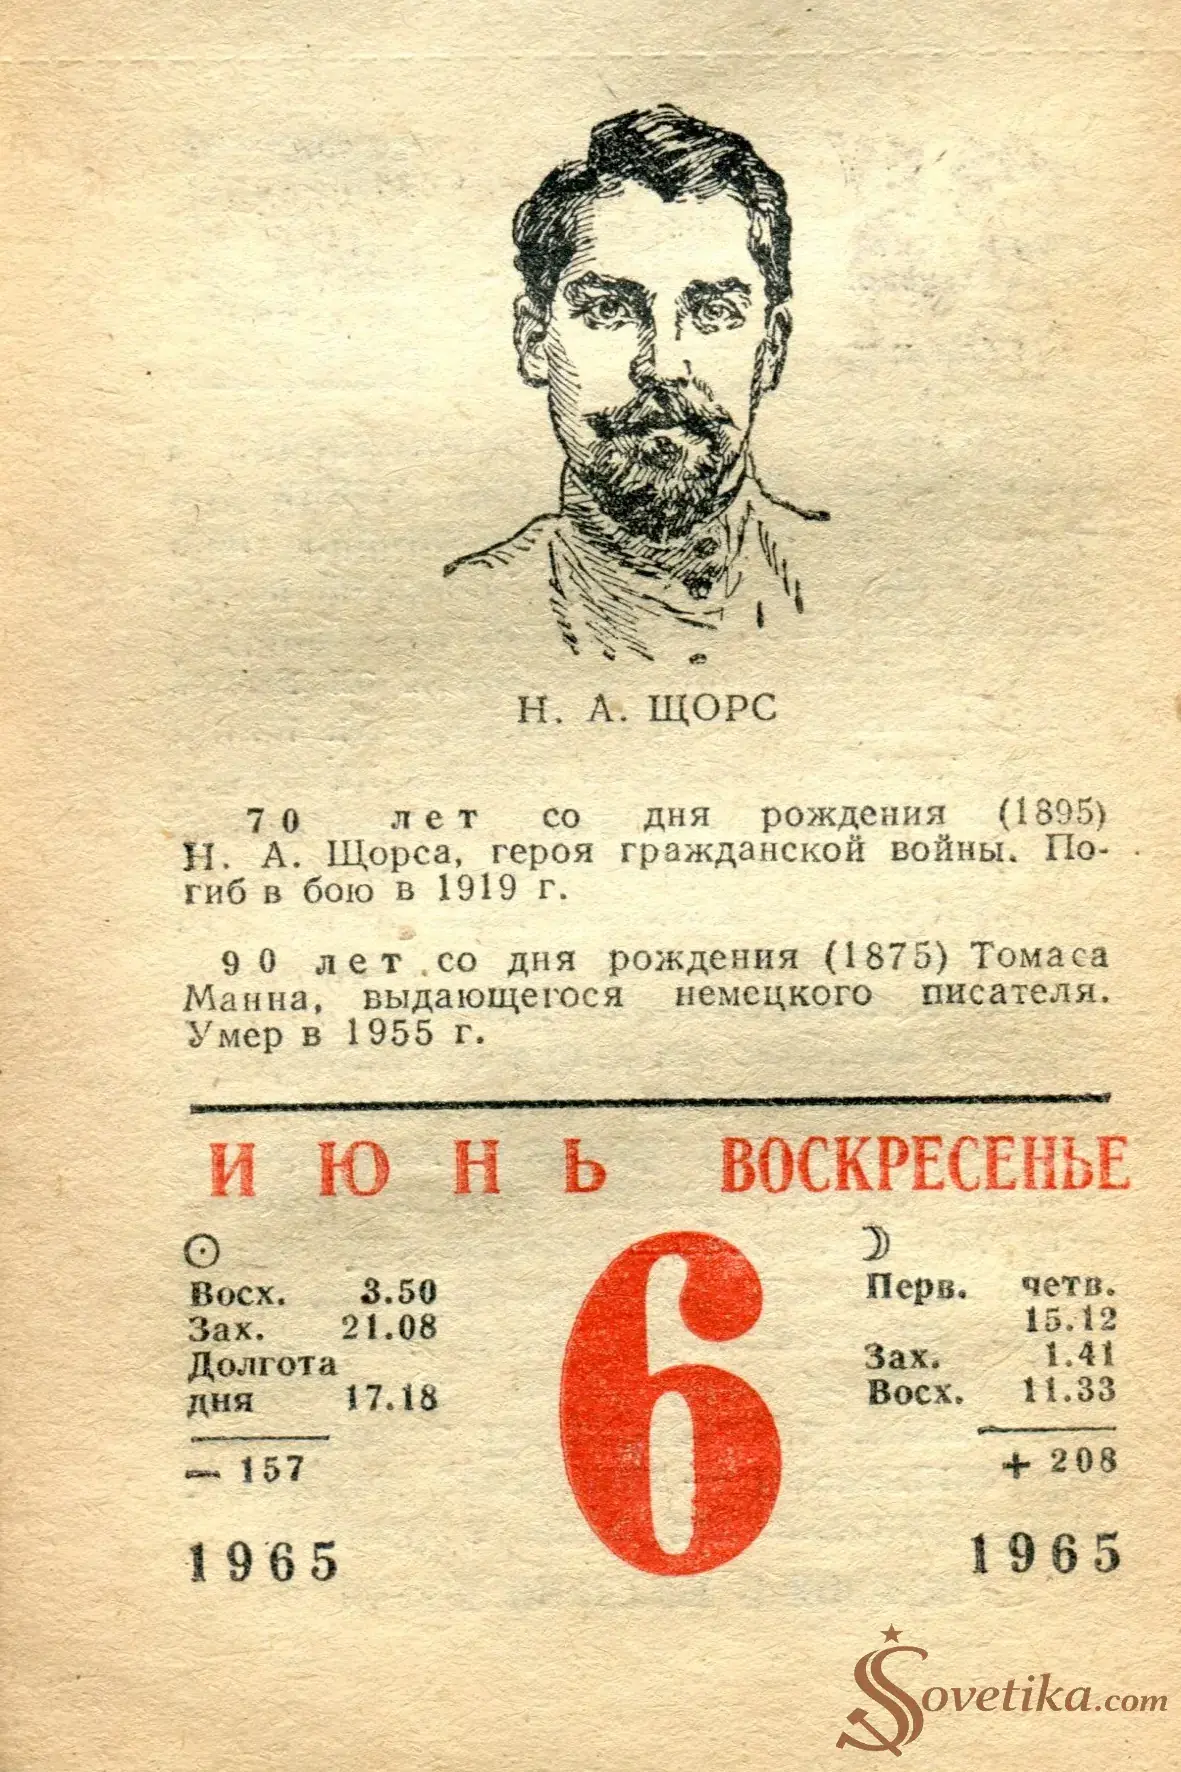 Н. А. ЩОРС
70 лет со дня рождения (1895)
Н. А. Щорса, героя гражданской войны. По-
гиб в бою в 1919 г.
90 лет со дня рождения (1875) Томаса
Манна, выдающегося немецкого писателя.
Умер в 1955 г.
ИЮНЬ ВОСКРЕСЕНЬЕ
Восх. 3.50
Зах. 21.08
Долгота
дня 17.18
— 157
1965
6
Перв. четв.
15.12
Зах. 1.41
Восх. 11.33
+ 208
1965
Sovetika.com